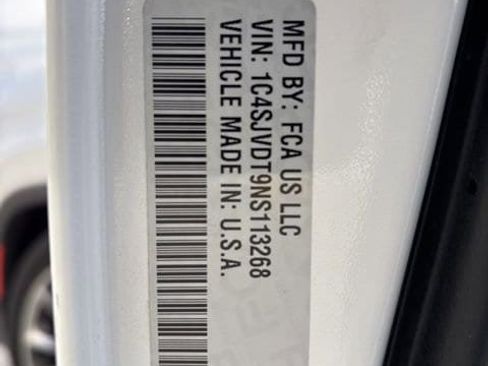 MFD BY: FCA US LLC
VIN: 1C4SJVDT9NS113268
VEHICLE MADE IN: U.S.A.